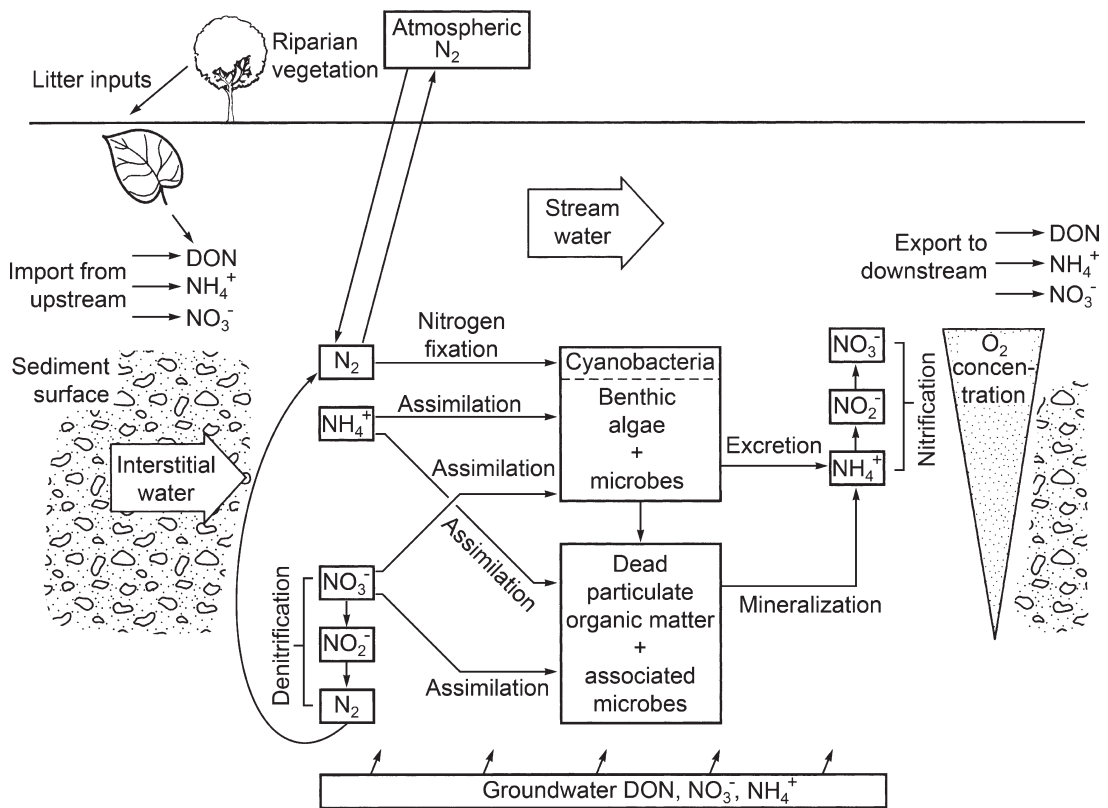 Atmospheric
N₂
Riparian
vegetation
Litter inputs
Stream
water
Import from
upstream
DON
NH₄⁺
NO₃⁻
Export to
downstream
DON
NH₄⁺
NO₃⁻
Sediment
surface
Interstitial
water
N₂
Nitrogen
fixation
Cyanobacteria
Benthic
algae
+
microbes
NH₄⁺
Assimilation
Assimilation
Assimilation
Excretion
NO₃⁻
NO₂⁻
NH₄⁺
Nitrification
O₂
concen-
tration
Denitrification
NO₃⁻
NO₂⁻
N₂
Assimilation
Dead
particulate
organic matter
+
associated
microbes
Mineralization
Groundwater DON, NO₃⁻, NH₄⁺